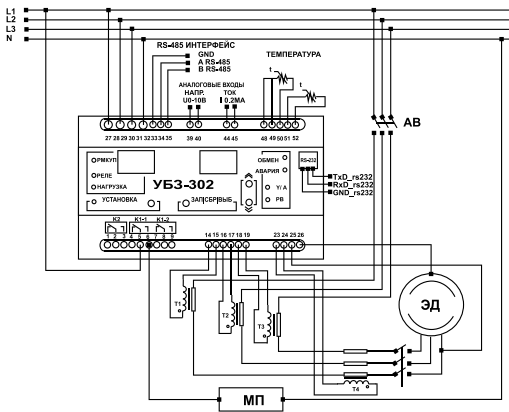 L1
L2
L3
N
RS-485 ИНТЕРФЕЙС
GND
A RS-485
B RS-485
ТЕМПЕРАТУРА
t
t
АНАЛОГОВЫЕ ВХОДЫ
НАПР. ТОК
U0-10В I 0.2МА
27 28 29 30 31 32 33 34 35 39 40 44 45 48 49 50 51 52
АВ
РМКУП
РЕЛЕ
НАГРУЗКА
УСТАНОВКА
УБЗ-302
ЗАП|СБР|ВЫБ
ОБМЕН
АВАРИЯ
У/А
РВ
RS-232
TxD_rs232
RxD_rs232
GND_rs232
К2 К1-1 К1-2
1 2 3 4 5 6 7 8 9
14 15 16 17 18 19 23 24 25 26
Т1
Т2
Т3
Т4
ЭД
МП